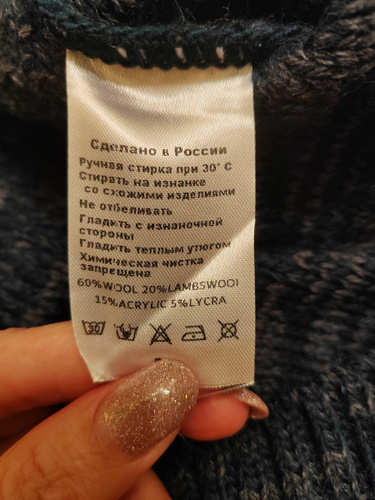 Сделано в России
Ручная стирка при 30° С
Стирать на изнанке
со схожими изделиями
Не отбеливать
Гладить с изнаночной
стороны
Гладить теплым утюгом
Химическая чистка
запрещена
60%WOOL 20%LAMBSWOOl
15%ACRYLIC 5%LYCRA
30